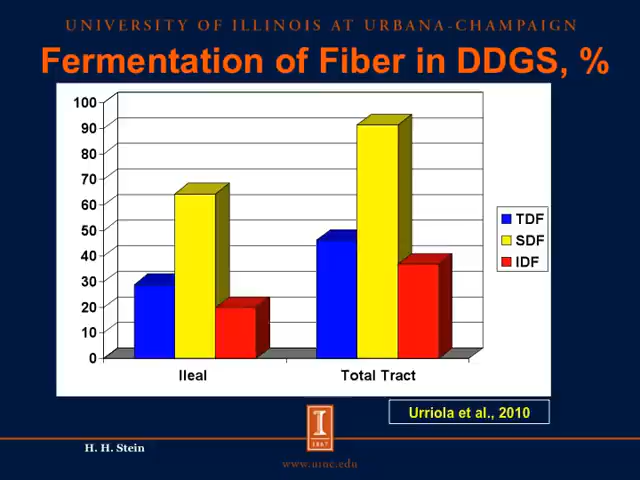 UNIVERSITY OF ILLINOIS AT URBANA-CHAMPAIGN
Fermentation of Fiber in DDGS, %
100
90
80
70
60
50
40
30
20
10
0
Ileal
Total Tract
TDF
SDF
IDF
Urriola et al., 2010
I
1867
H. H. Stein
www.uiuc.edu